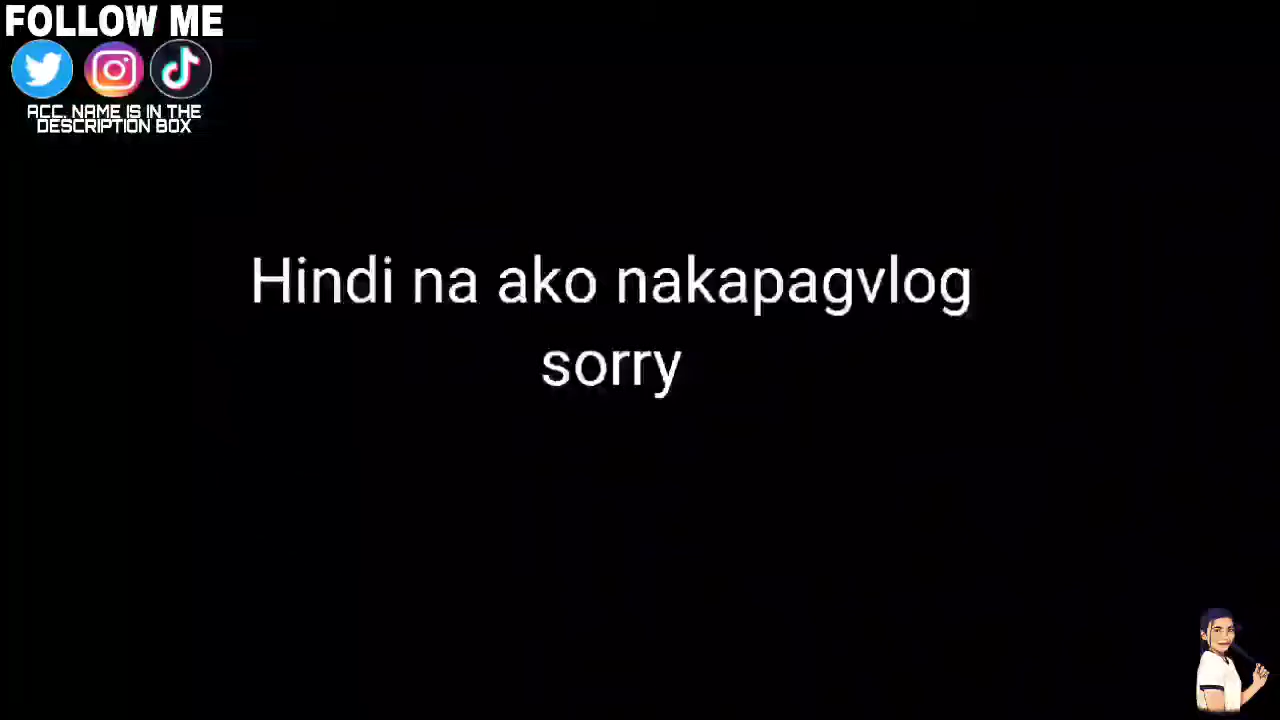 FOLLOW ME
ACC. NAME IS IN THE
DESCRIPTION BOX
Hindi na ako nakapagvlog
sorry